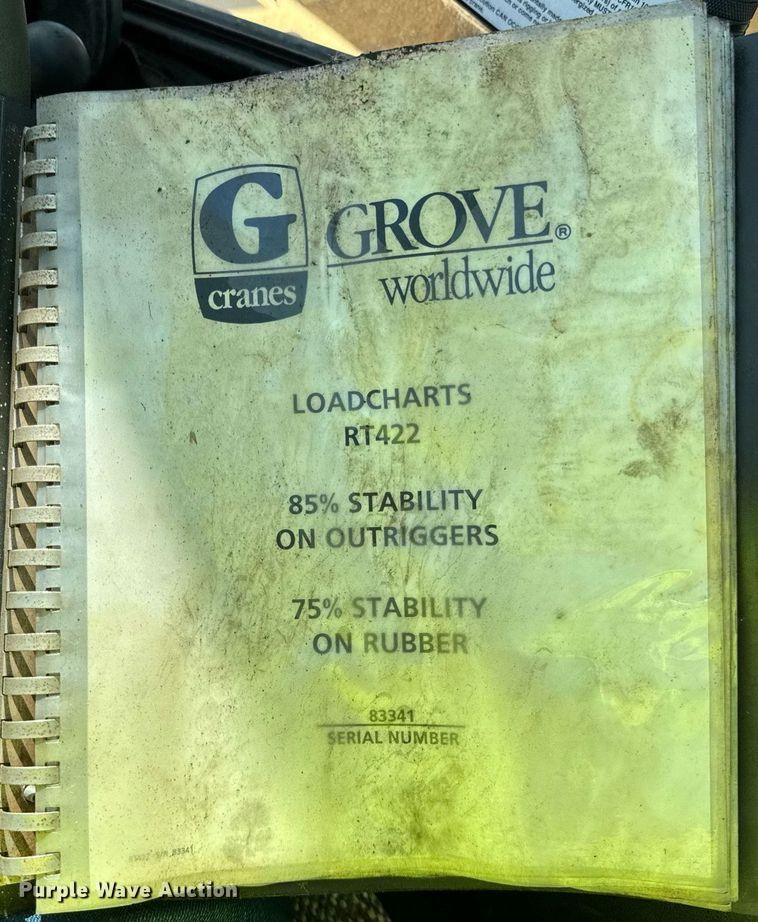 G
cranes
GROVE®
worldwide
LOADCHARTS
RT422
85% STABILITY
ON OUTRIGGERS
75% STABILITY
ON RUBBER
83341
SERIAL NUMBER
S/N 83341
Purple Wave Auction